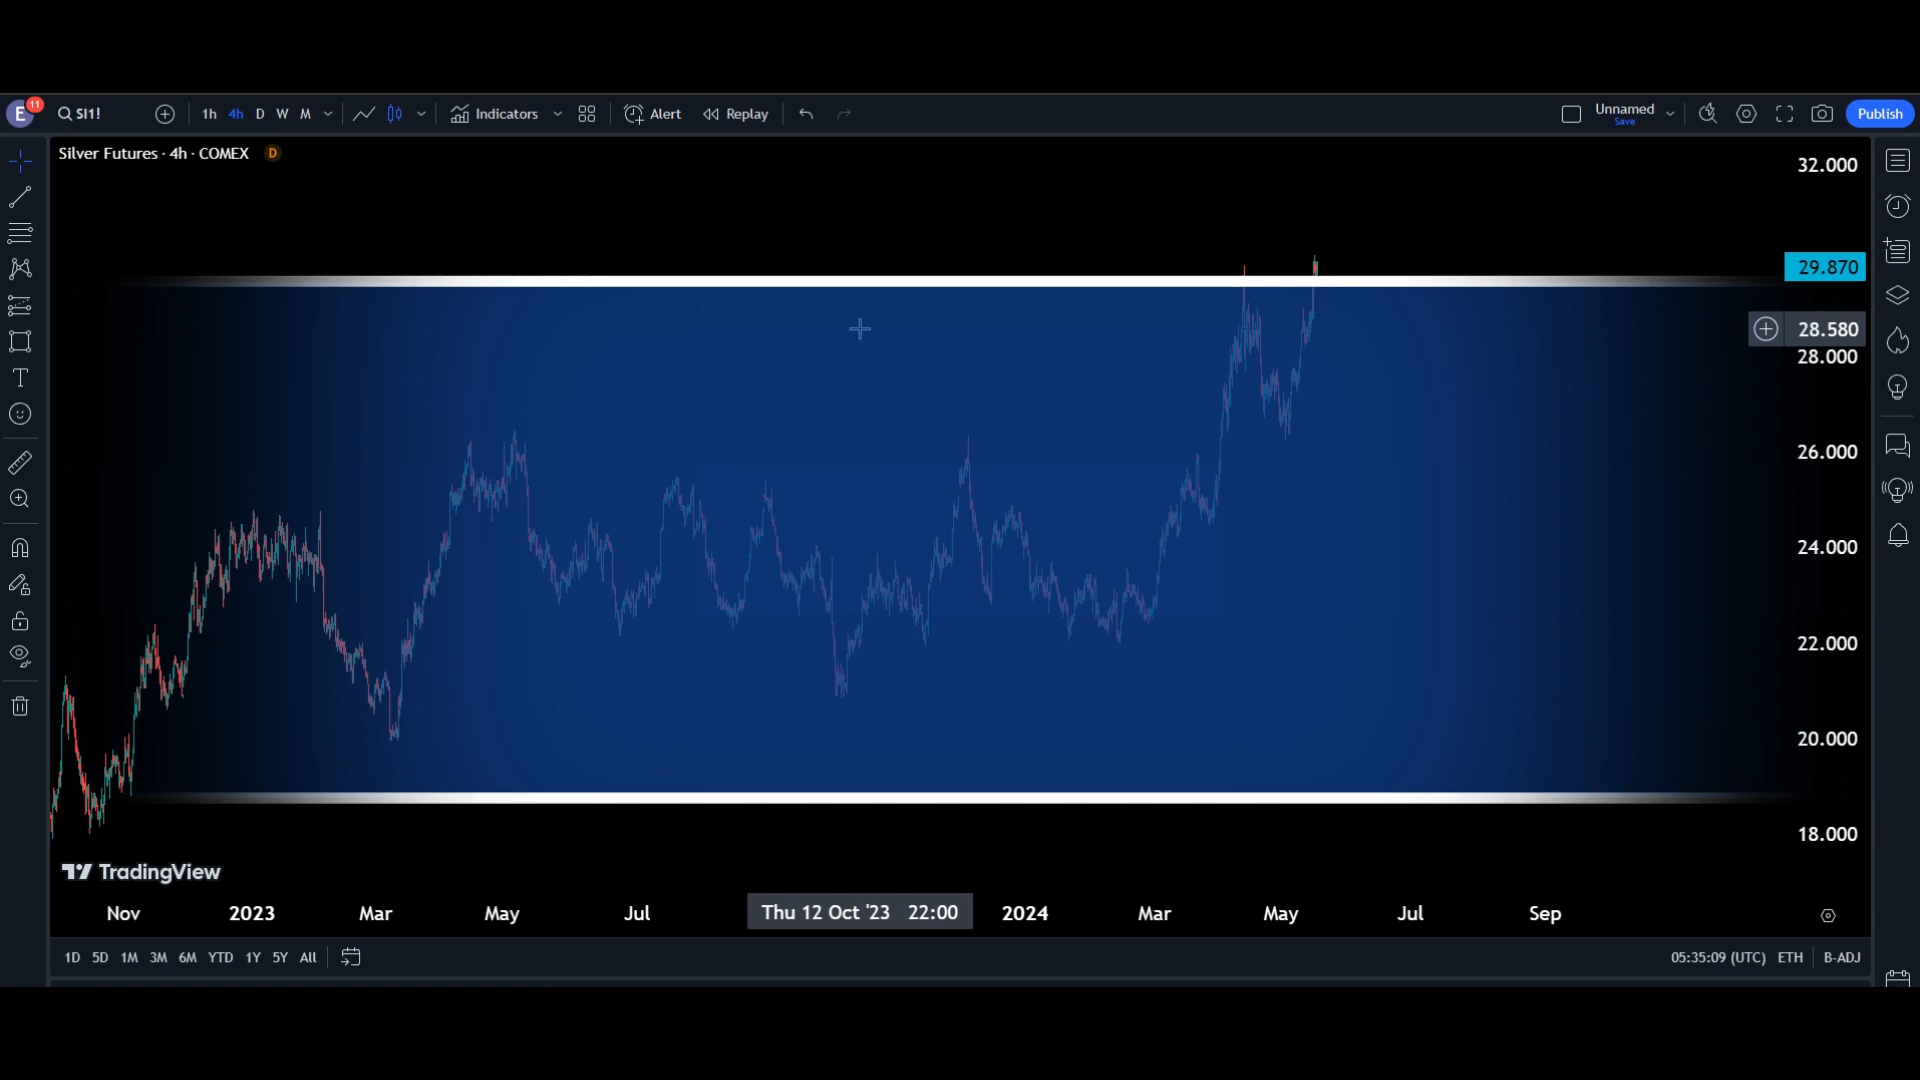 E 11 SI1! 1h 4h D W M Indicators Alert Replay Unnamed Save Publish
Silver Futures · 4h · COMEX D
32.000
29.870
28.580
28.000
26.000
24.000
22.000
20.000
18.000
TradingView
Nov 2023 Mar May Jul Thu 12 Oct '23 22:00 2024 Mar May Jul Sep
1D 5D 1M 3M 6M YTD 1Y 5Y All 05:35:09 (UTC) ETH B-ADJ